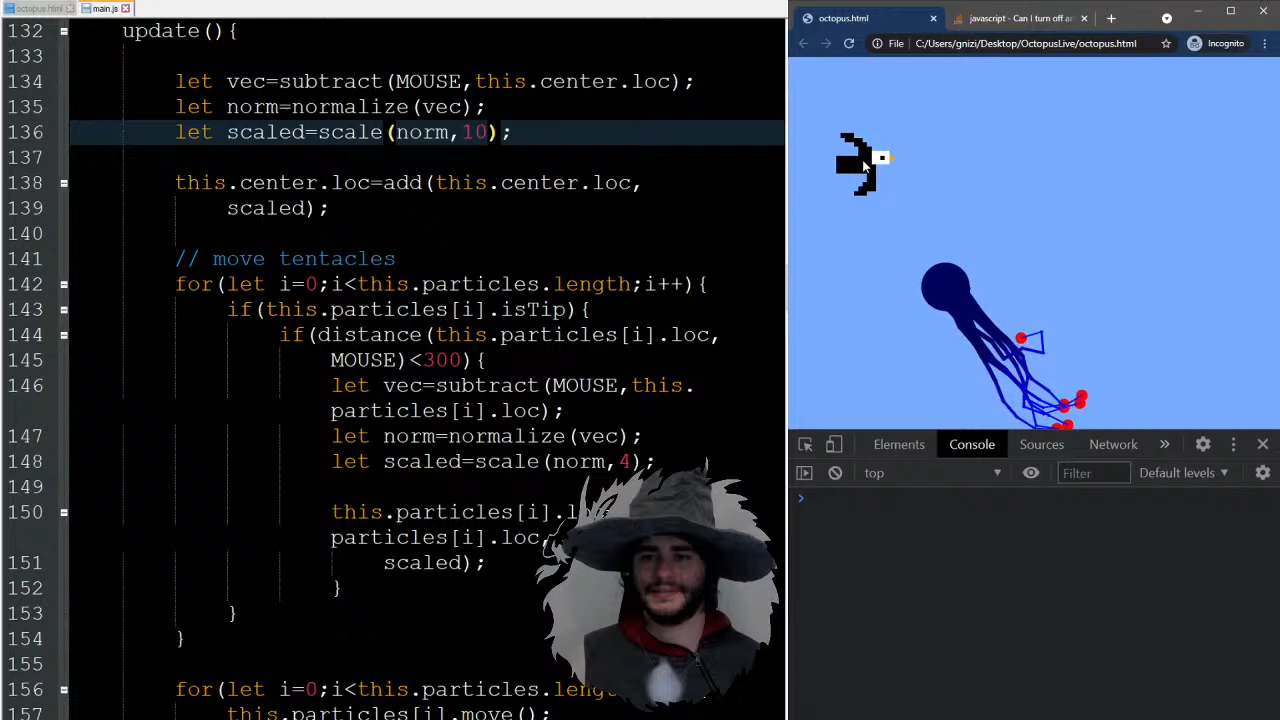 octopus.html
main.js
132 update(){
133
134 let vec=subtract(MOUSE,this.center.loc);
135 let norm=normalize(vec);
136 let scaled=scale(norm,10);
137
138 this.center.loc=add(this.center.loc,
139 scaled);
140
141 // move tentacles
142 for(let i=0;i<this.particles.length;i++){
143 if(this.particles[i].isTip){
144 if(distance(this.particles[i].loc,
145 MOUSE)<300){
146 let vec=subtract(MOUSE,this.
particles[i].loc);
147 let norm=normalize(vec);
148 let scaled=scale(norm,4);
149
150 this.particles[i].l
particles[i].loc,
151 scaled);
152 }
153 }
154 }
155
156 for(let i=0;i<this.particles.leng
157 this.particles[i].move();
octopus.html
javascript - Can I turn off an
File C:/Users/gnizi/Desktop/OctopusLive/octopus.html
Incognito
Elements Console Sources Network
top Filter Default levels